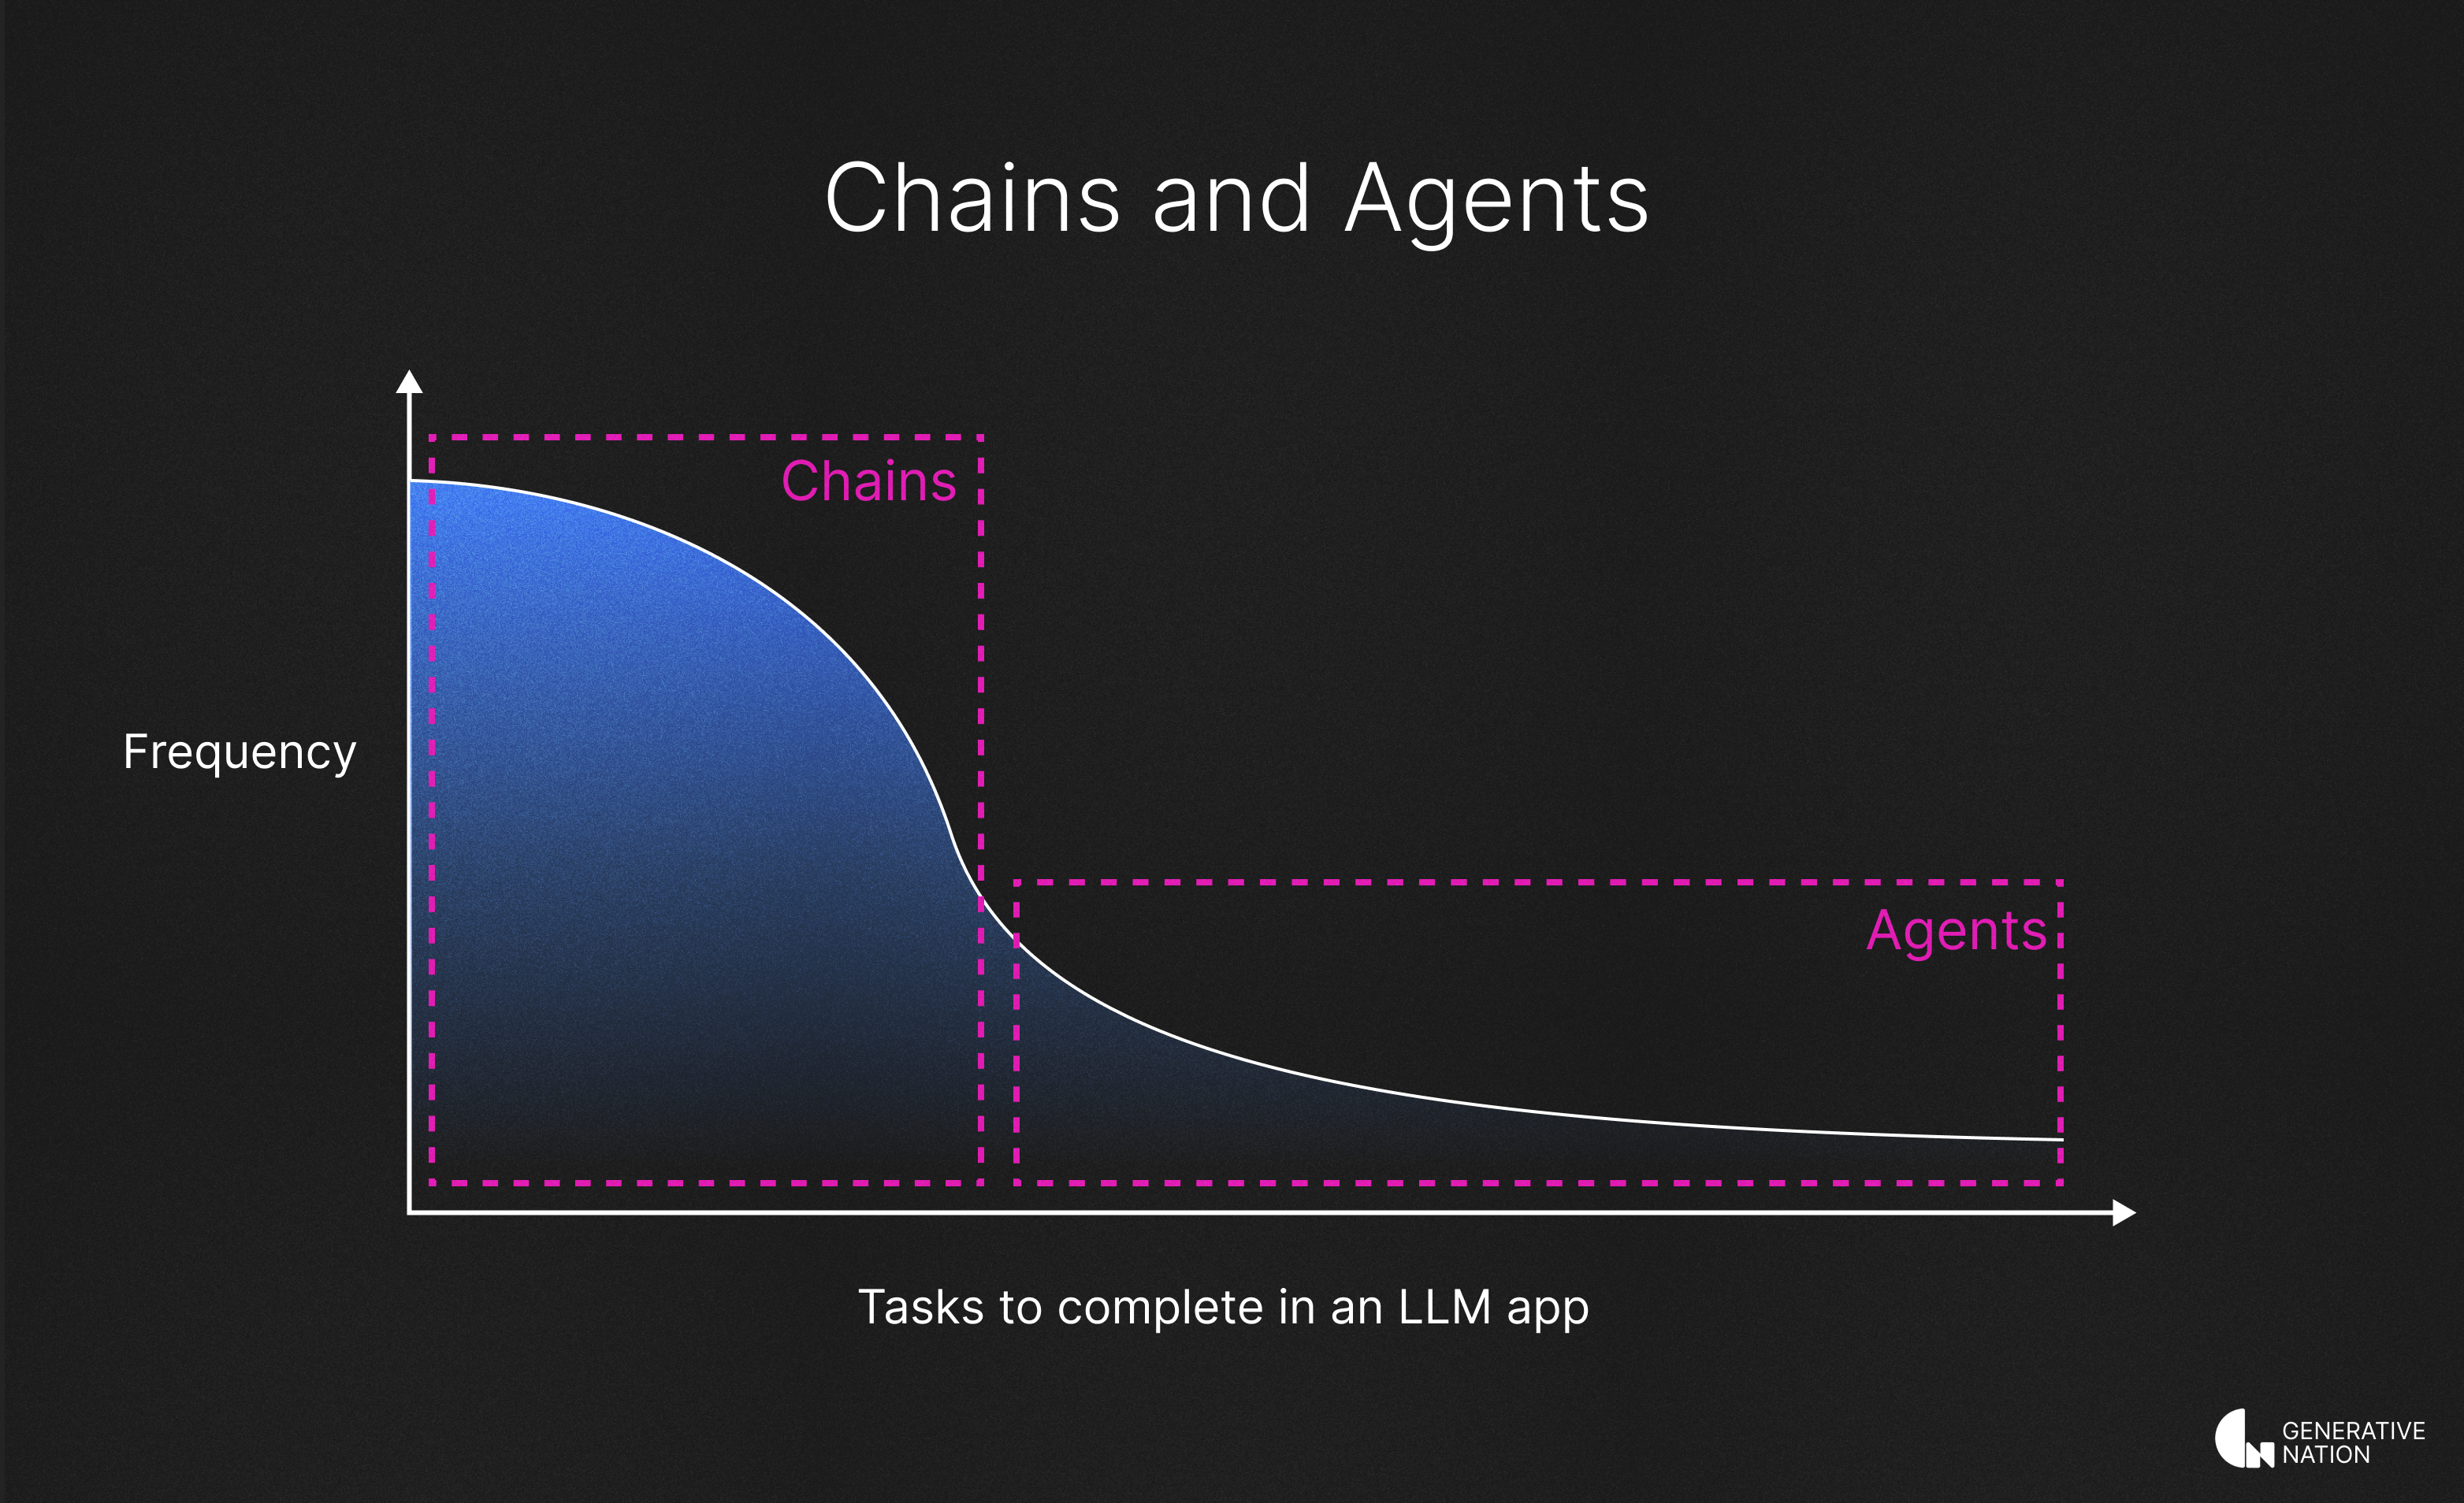 Chains and Agents
Chains
Frequency
Agents
Tasks to complete in an LLM app
GENERATIVE
NATION